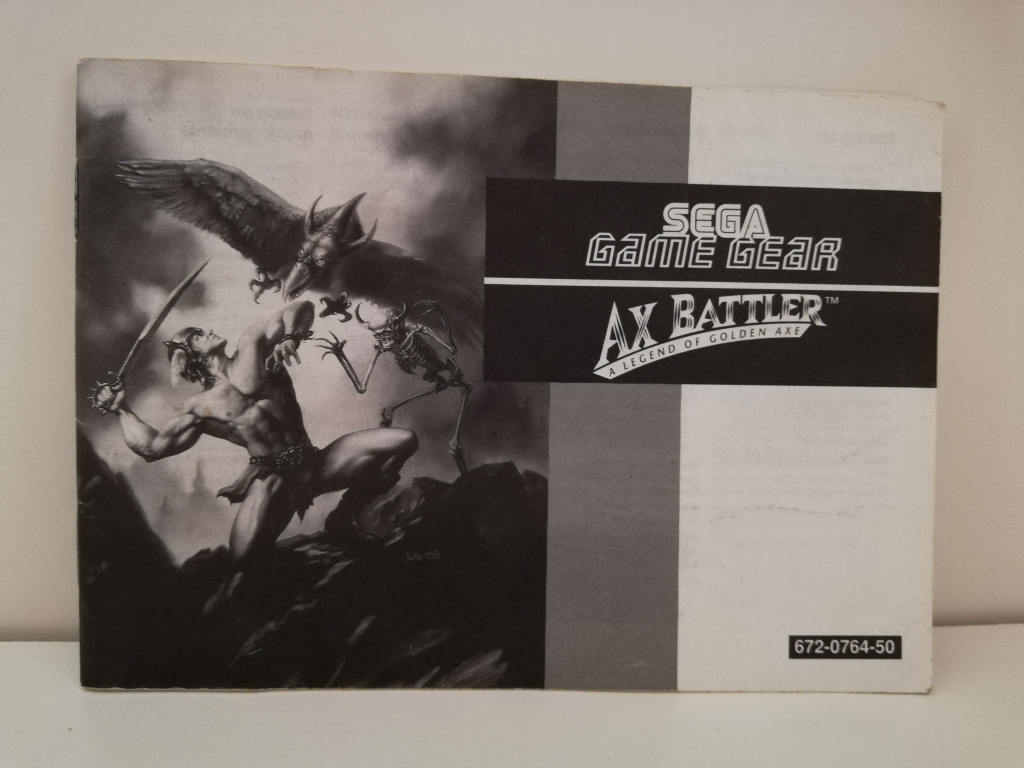 SEGA
GAME GEAR
AX BATTLER™
A LEGEND OF GOLDEN AXE
672-0764-50